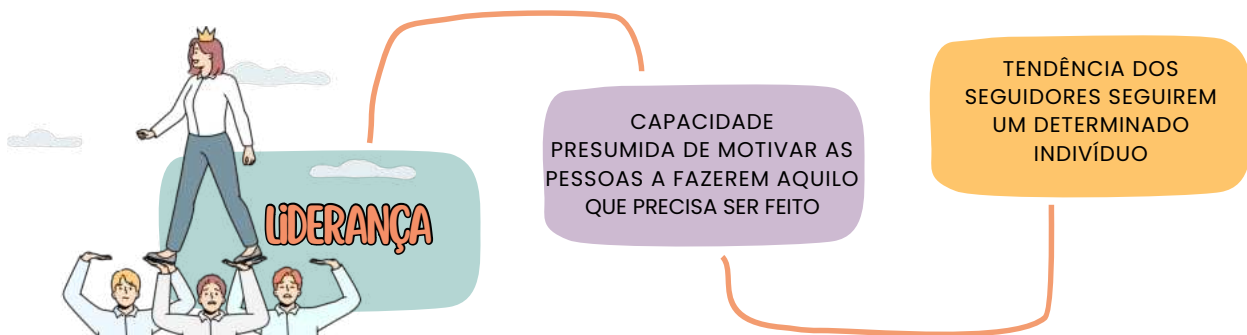 LIDERANÇA
CAPACIDADE
PRESUMIDA DE MOTIVAR AS
PESSOAS A FAZEREM AQUILO
QUE PRECISA SER FEITO
TENDÊNCIA DOS
SEGUIDORES SEGUIREM
UM DETERMINADO
INDIVÍDUO